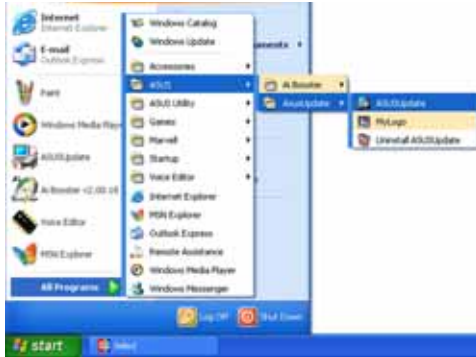 Internet
Internet Explorer
E-mail
Outlook Express
Paint
Windows Media Player
ASUSUpdate
Ai Booster v2.00.16
Voice Editor
MSN Explorer
All Programs
Windows Catalog
Windows Update
Accessories
ASUS
ASUS Utility
Games
Marvell
Startup
Voice Editor
Internet Explorer
MSN Explorer
Outlook Express
Remote Assistance
Windows Media Player
Windows Messenger
Ai Booster
AsusUpdate
ASUSUpdate
MyLogo
Uninstall ASUSUpdate
Log Off
Shut Down
start